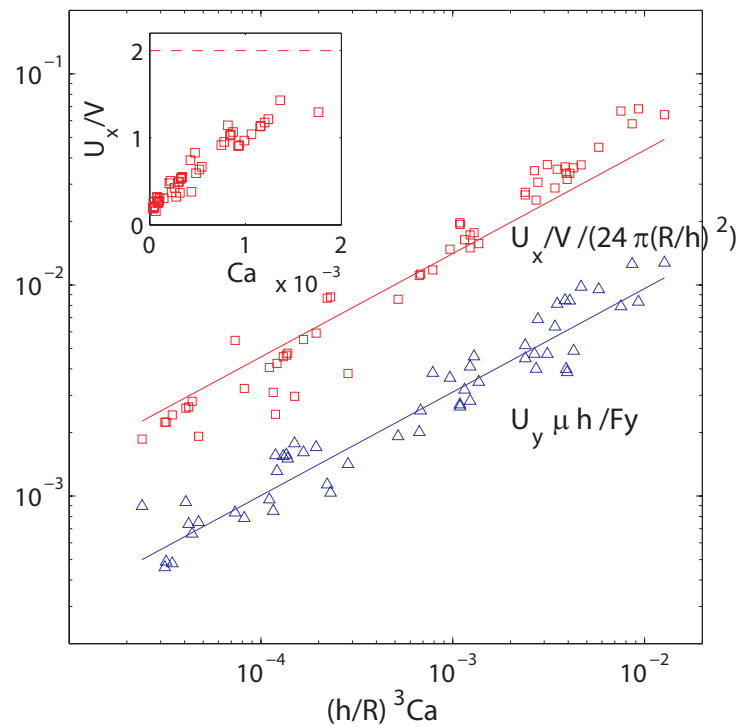 10⁻¹
10⁻²
10⁻³
2
1
0
U_x/V
0 1 2
Ca x 10⁻³
U_x/V/(24 π(R/h)²)
U_y μ h/Fy
10⁻⁴ 10⁻³ 10⁻²
(h/R)³Ca